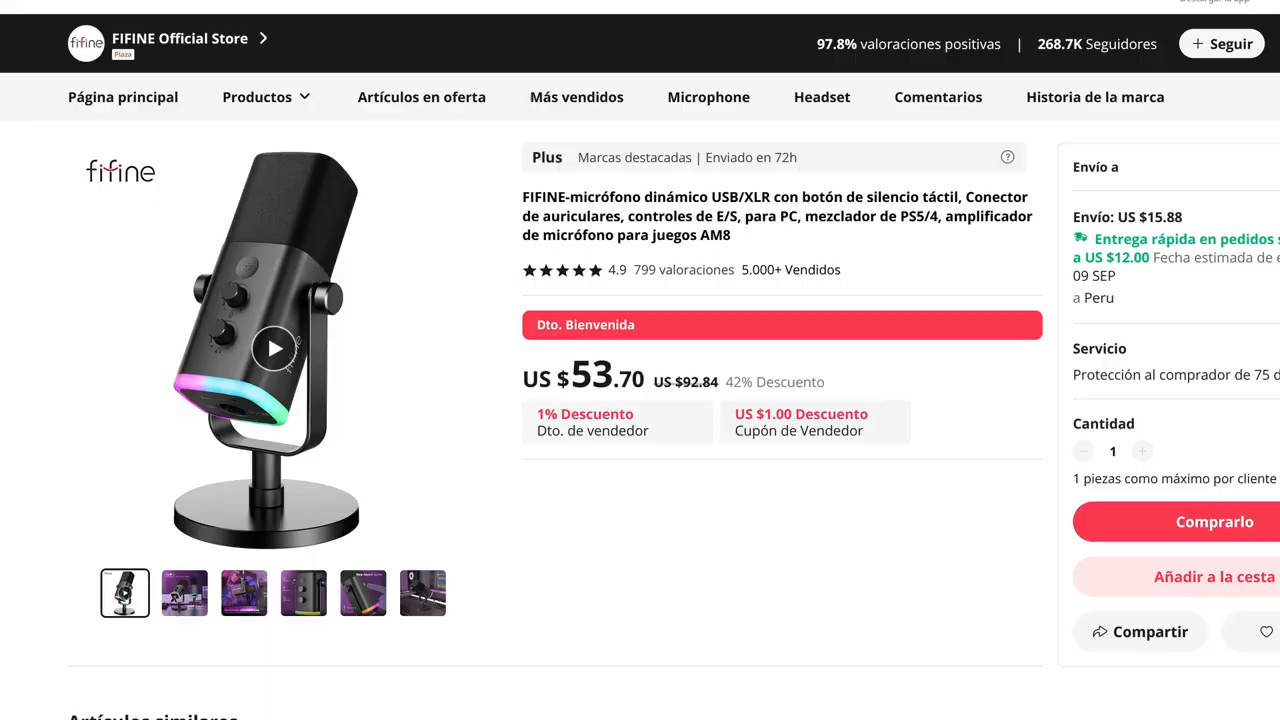 fifine
FIFINE Official Store
Plaza
97.8% valoraciones positivas | 268.7K Seguidores
+ Seguir
Página principal
Productos
Artículos en oferta
Más vendidos
Microphone
Headset
Comentarios
Historia de la marca
fifine
Plus Marcas destacadas | Enviado en 72h
FIFINE-micrófono dinámico USB/XLR con botón de silencio táctil, Conector
de auriculares, controles de E/S, para PC, mezclador de PS5/4, amplificador
de micrófono para juegos AM8
4.9 799 valoraciones 5.000+ Vendidos
Dto. Bienvenida
US $53.70 US $92.84 42% Descuento
1% Descuento
Dto. de vendedor
US $1.00 Descuento
Cupón de Vendedor
Envío a
Envío: US $15.88
Entrega rápida en pedidos
a US $12.00 Fecha estimada de
09 SEP
a Peru
Servicio
Protección al comprador de 75
Cantidad
1
1 piezas como máximo por cliente
Comprarlo
Añadir a la cesta
Compartir
Artículos similares